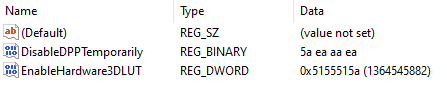 Name Type Data
(Default) REG_SZ (value not set)
DisableDPPTemporarily REG_BINARY 5a ea aa ea
EnableHardware3DLUT REG_DWORD 0x5155515a (1364545882)